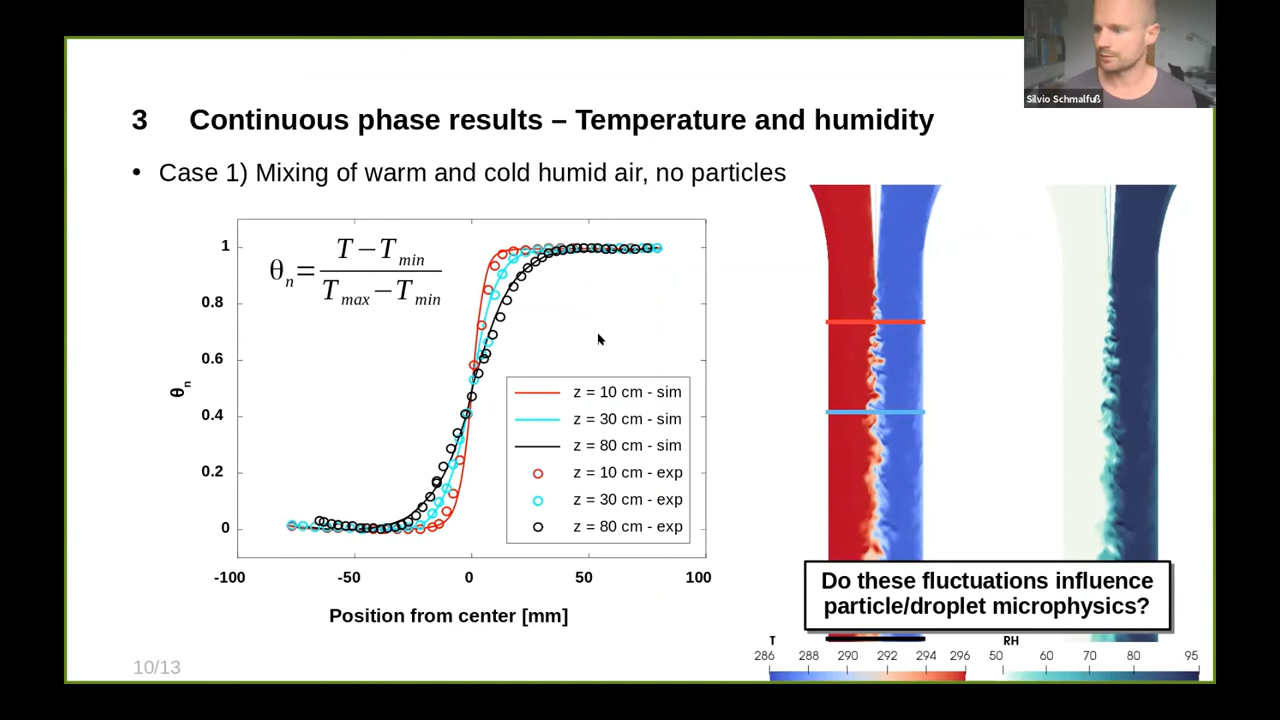 Silvio Schmalfuß
3 Continuous phase results – Temperature and humidity
• Case 1) Mixing of warm and cold humid air, no particles
θn = T − Tmin / Tmax − Tmin
1
0.8
0.6
0.4
0.2
0
θn
-100 -50 0 50 100
Position from center [mm]
z = 10 cm - sim
z = 30 cm - sim
z = 80 cm - sim
z = 10 cm - exp
z = 30 cm - exp
z = 80 cm - exp
Do these fluctuations influence
particle/droplet microphysics?
T
286 288 290 292 294 296
RH
50 60 70 80 95
10/13